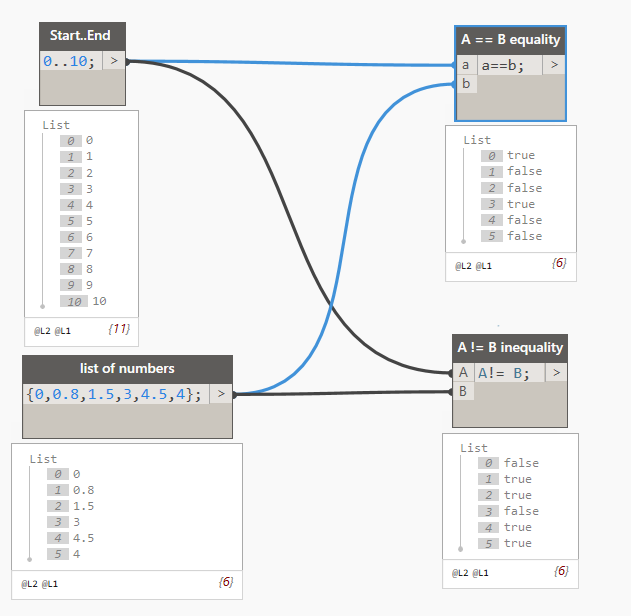 Start..End
0..10; >
List
0 0
1 1
2 2
3 3
4 4
5 5
6 6
7 7
8 8
9 9
10 10
@L2 @L1 {11}
list of numbers
{0,0.8,1.5,3,4.5,4}; >
List
0 0
1 0.8
2 1.5
3 3
4 4.5
5 4
@L2 @L1 {6}
A == B equality
a a==b; >
b
List
0 true
1 false
2 false
3 true
4 false
5 false
@L2 @L1 {6}
A != B inequality
A A!= B; >
B
List
0 false
1 true
2 true
3 false
4 true
5 true
@L2 @L1 {6}